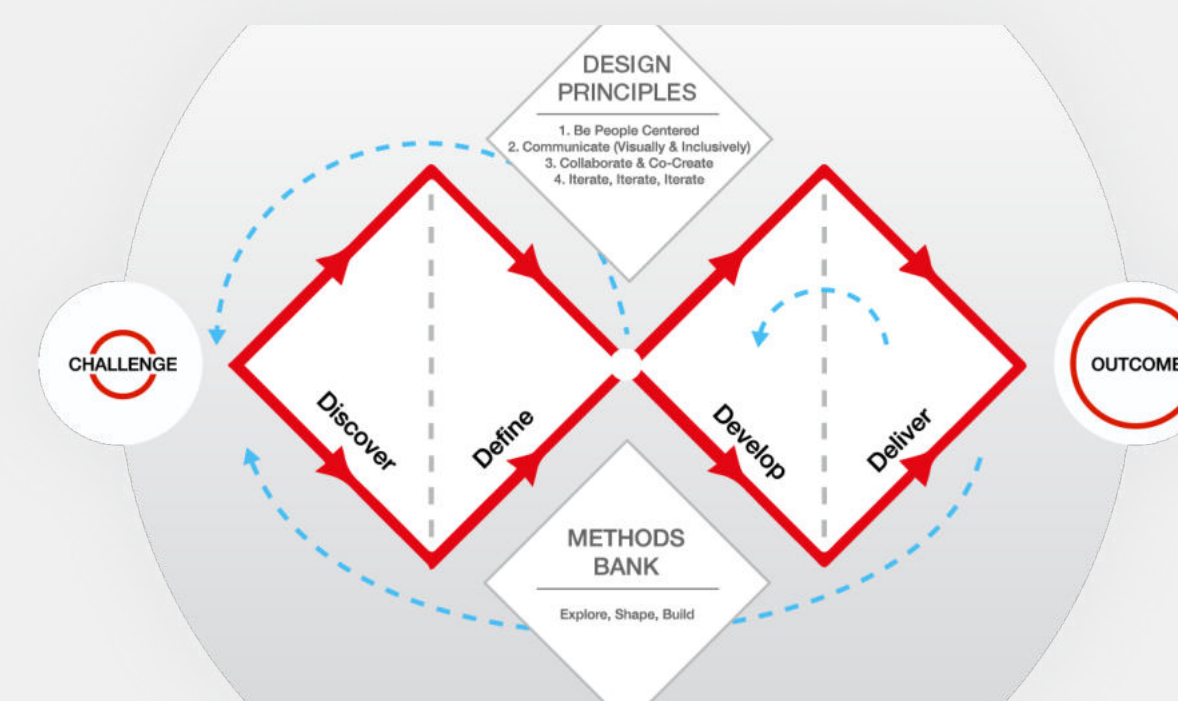 DESIGN
PRINCIPLES
1. Be People Centered
2. Communicate (Visually & Inclusively)
3. Collaborate & Co-Create
4. Iterate, Iterate, Iterate
CHALLENGE
OUTCOME
Discover
Define
Develop
Deliver
METHODS
BANK
Explore, Shape, Build